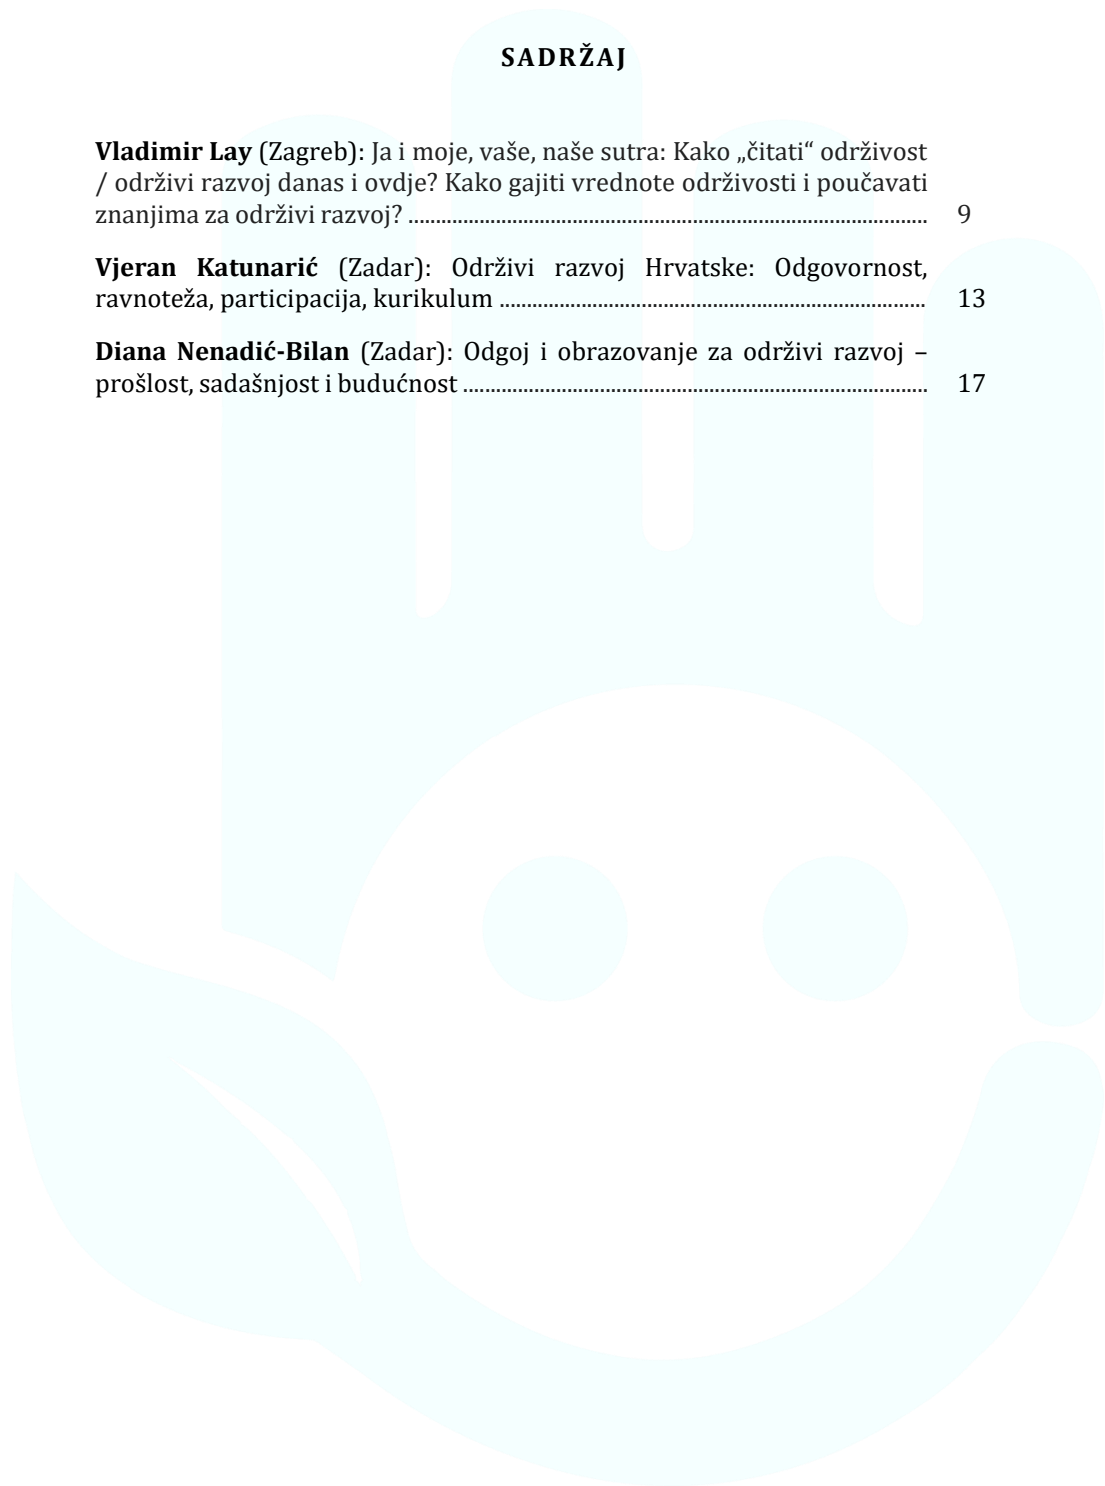 SADRŽAJ
Vladimir Lay (Zagreb): Ja i moje, vaše, naše sutra: Kako „čitati“ održivost
/ održivi razvoj danas i ovdje? Kako gajiti vrednote održivosti i poučavati
znanjima za održivi razvoj? .............................................................................................. 9
Vjeran Katunarić (Zadar): Održivi razvoj Hrvatske: Odgovornost,
ravnoteža, participacija, kurikulum ............................................................................. 13
Diana Nenadić-Bilan (Zadar): Odgoj i obrazovanje za održivi razvoj –
prošlost, sadašnjost i budućnost .................................................................................... 17